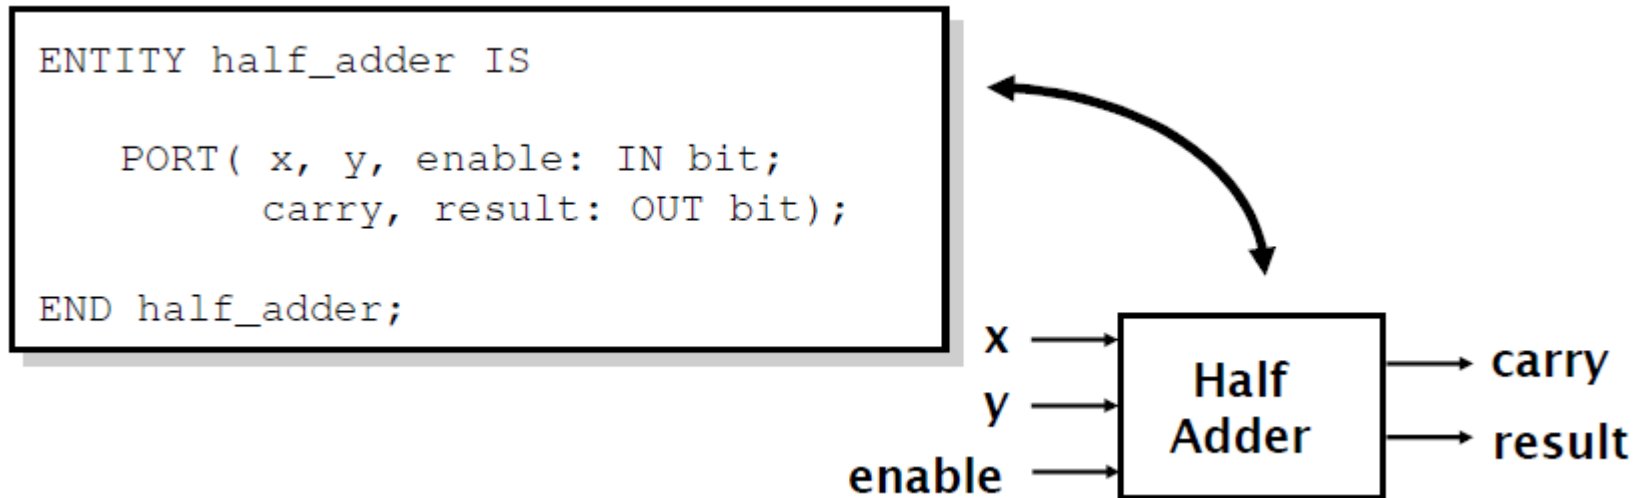 ENTITY half_adder IS
PORT( x, y, enable: IN bit;
carry, result: OUT bit);
END half_adder;
x
y
enable
Half
Adder
carry
result